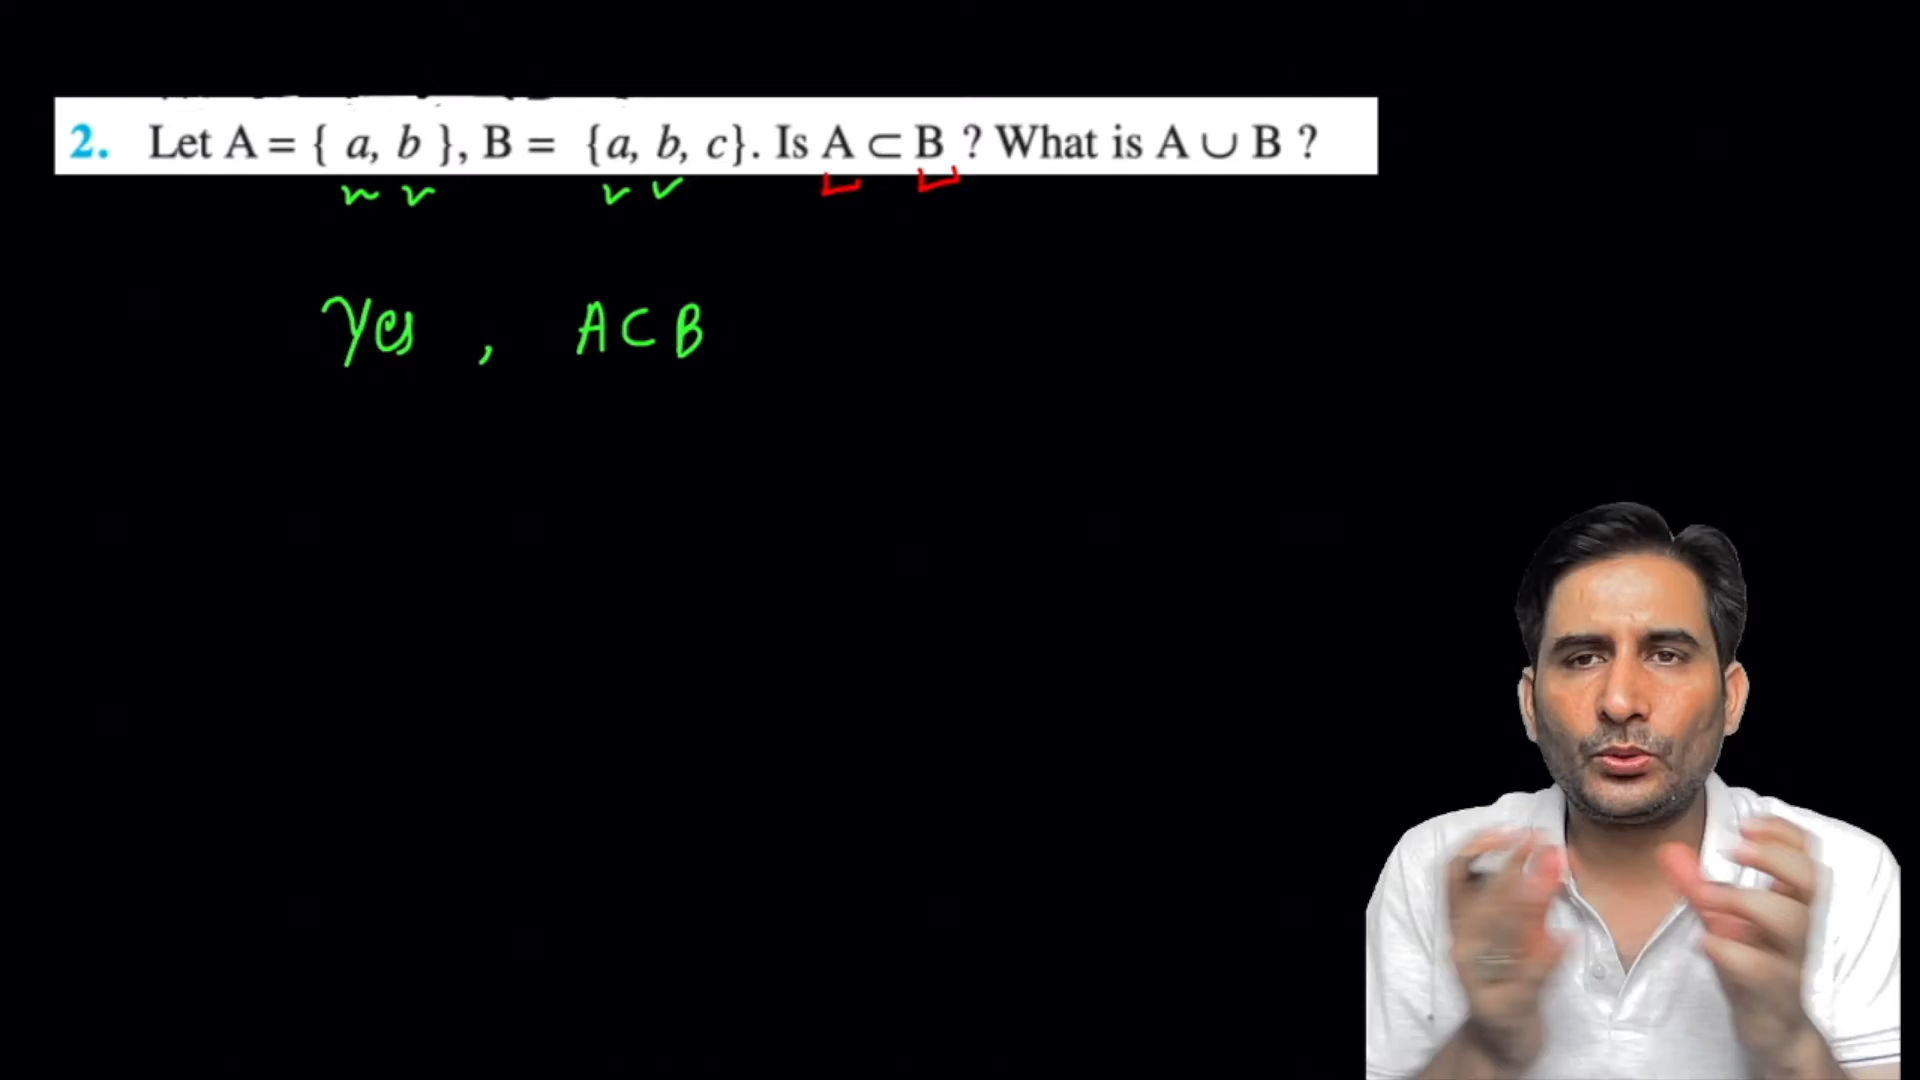 2. Let A = { a, b }, B = {a, b, c}. Is A ⊂ B ? What is A ∪ B ?
Yes , A⊂B